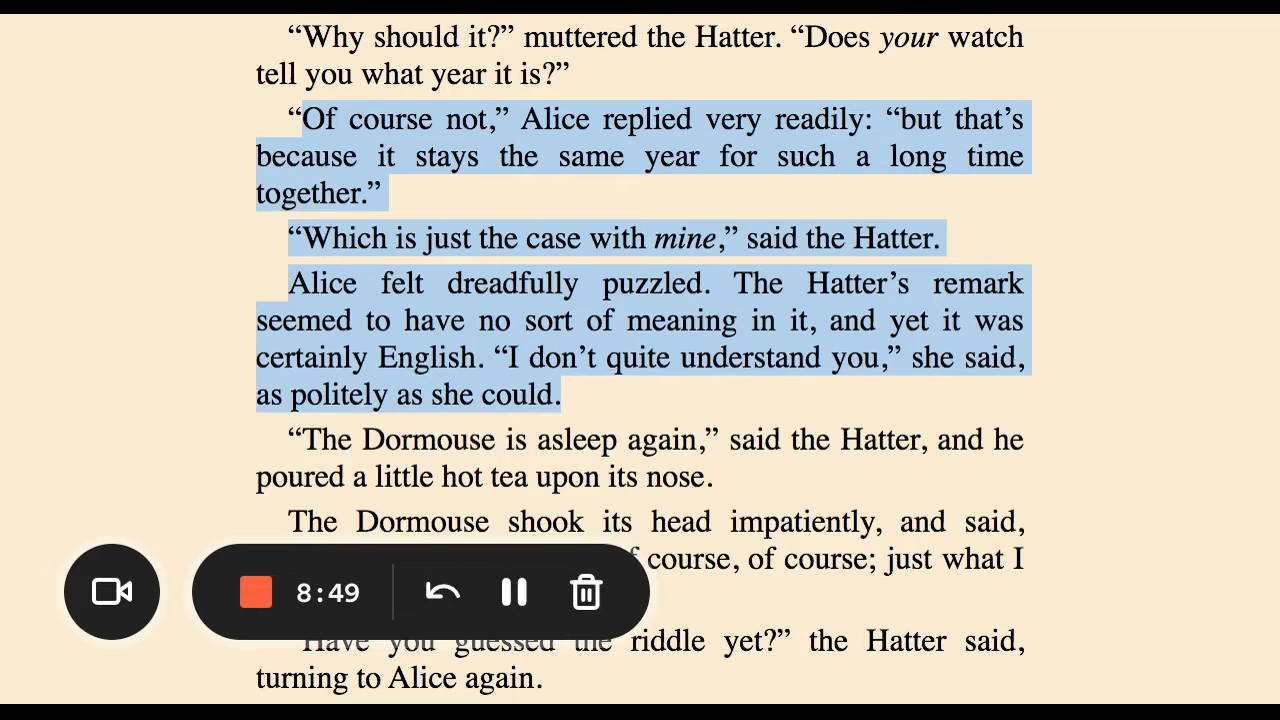 “Why should it?” muttered the Hatter. “Does your watch
tell you what year it is?”
“Of course not,” Alice replied very readily: “but that’s
because it stays the same year for such a long time
together.”
“Which is just the case with mine,” said the Hatter.
Alice felt dreadfully puzzled. The Hatter’s remark
seemed to have no sort of meaning in it, and yet it was
certainly English. “I don’t quite understand you,” she said,
as politely as she could.
“The Dormouse is asleep again,” said the Hatter, and he
poured a little hot tea upon its nose.
The Dormouse shook its head impatiently, and said,
course, of course; just what I
8:49
“Have you guessed the riddle yet?” the Hatter said,
turning to Alice again.